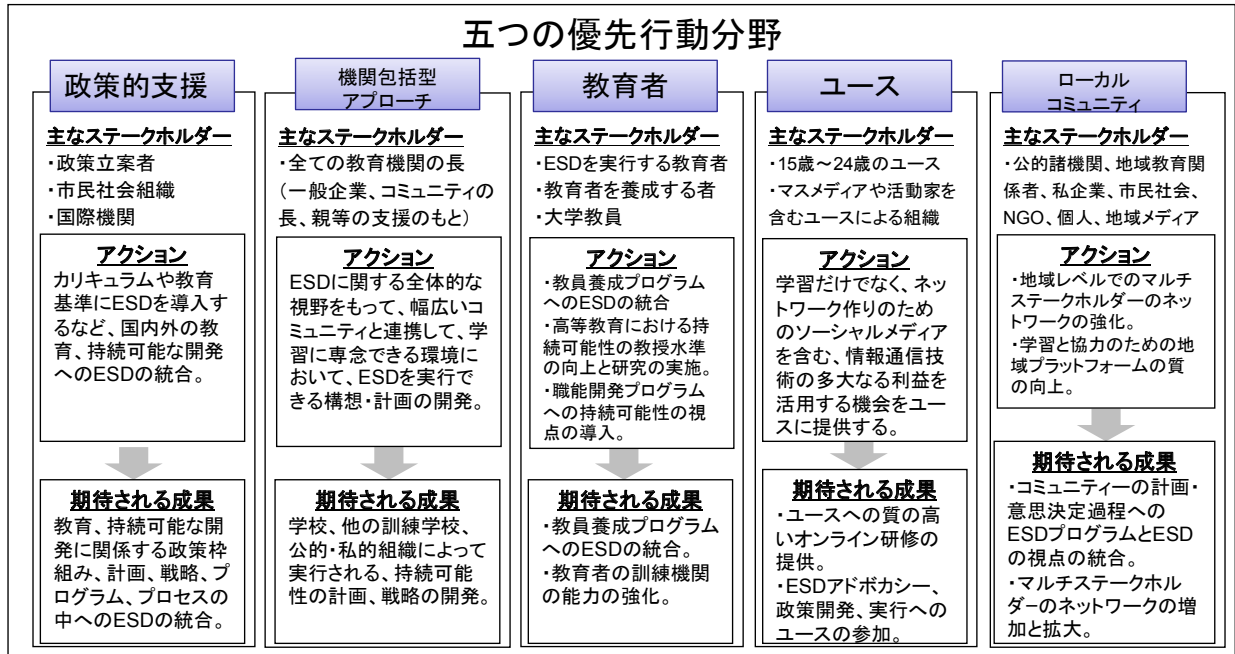 五つの優先行動分野
政策的支援
主なステークホルダー
・政策立案者
・市民社会組織
・国際機関
アクション
カリキュラムや教育
基準にESDを導入す
るなど、国内外の教
育、持続可能な開発
へのESDの統合。
期待される成果
教育、持続可能な開
発に関係する政策枠
組み、計画、戦略、プ
ログラム、プロセスの
中へのESDの統合。
機関包括型
アプローチ
主なステークホルダー
・全ての教育機関の長
(一般企業、コミュニティの
長、親等の支援のもと)
アクション
ESDに関する全体的な
視野をもって、幅広いコ
ミュニティと連携して、学
習に専念できる環境に
おいて、ESDを実行で
きる構想・計画の開発。
期待される成果
学校、他の訓練学校、
公的・私的組織によって
実行される、持続可能
性の計画、戦略の開発。
教育者
主なステークホルダー
・ESDを実行する教育者
・教育者を養成する者
・大学教員
アクション
・教員養成プログラム
へのESDの統合
・高等教育における持
続可能性の教授水準
の向上と研究の実施。
・職能開発プログラム
への持続可能性の視
点の導入。
期待される成果
・教員養成プログラム
へのESDの統合。
・教育者の訓練機関
の能力の強化。
ユース
主なステークホルダー
・15歳～24歳のユース
・マスメディアや活動家を
含むユースによる組織
アクション
学習だけでなく、ネッ
トワーク作りのため
のソーシャルメディア
を含む、情報通信技
術の多大なる利益を
活用する機会をユー
スに提供する。
期待される成果
・ユースへの質の高
いオンライン研修の
提供。
・ESDアドボカシー、
政策開発、実行への
ユースの参加。
ローカル
コミュニティ
主なステークホルダー
・公的諸機関、地域教育関
係者、私企業、市民社会、
NGO、個人、地域メディア
アクション
・地域レベルでのマルチ
ステークホルダーのネッ
トワークの強化。
・学習と協力のための地
域プラットフォームの質
の向上。
期待される成果
・コミュニティーの計画・
意思決定過程への
ESDプログラムとESD
の視点の統合。
・マルチステークホル
ダーのネットワークの増
加と拡大。